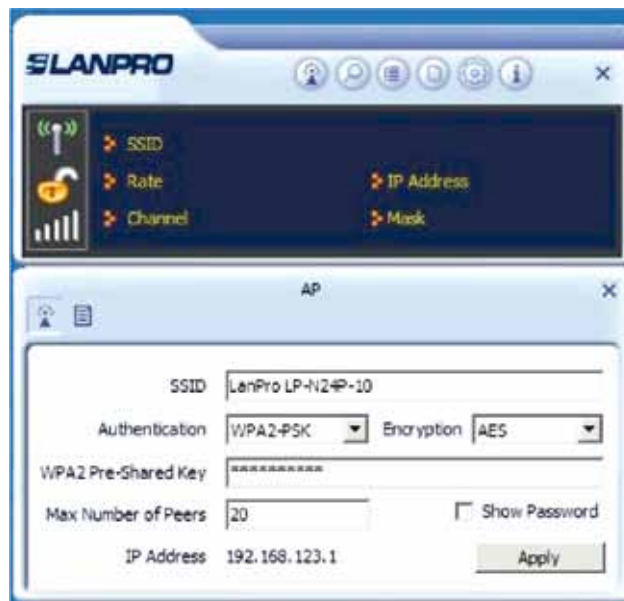 LANPRO
SSID
Rate IP Address
Channel Mask
AP
SSID LanPro LP-N24P-10
Authentication WPA2-PSK Encryption AES
WPA2 Pre-Shared Key **********
Max Number of Peers 20 Show Password
IP Address 192.168.123.1 Apply